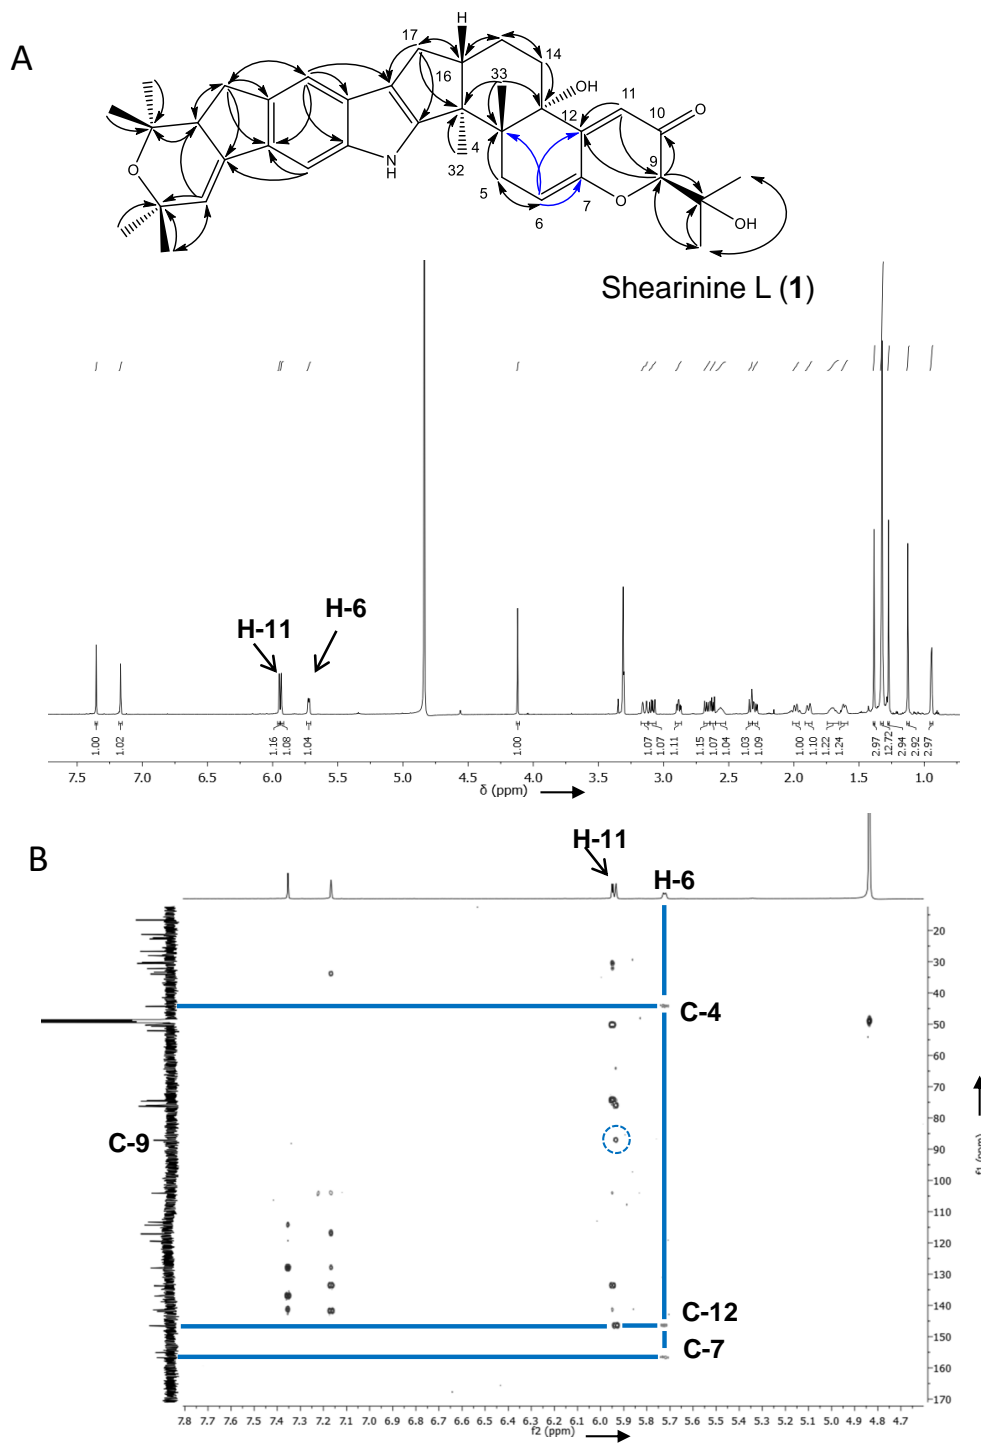 A
H
17
14
33
OH
16
11
10
O
12
4
9
O
NH
32
5
7
O
OH
6
Shearinine L (1)
H-6
H-11
1.00
1.02
1.16
1.08
1.04
1.00
1.07
1.07
1.11
1.15
1.07
1.04
1.03
1.09
1.00
1.10
1.22
1.24
2.97
12.72
2.94
2.92
2.97
7.5 7.0 6.5 6.0 5.5 5.0 4.5 4.0 3.5 3.0 2.5 2.0 1.5 1.0
δ (ppm)
B
H-11
H-6
20
30
40
C-4
50
60
70
80
C-9
90
100
110
120
130
140
C-12
150
C-7
160
170
7.8 7.7 7.6 7.5 7.4 7.3 7.2 7.1 7.0 6.9 6.8 6.7 6.6 6.5 6.4 6.3 6.2 6.1 6.0 5.9 5.8 5.7 5.6 5.5 5.4 5.3 5.2 5.1 5.0 4.9 4.8 4.7
f2 (ppm)
f1 (ppm)